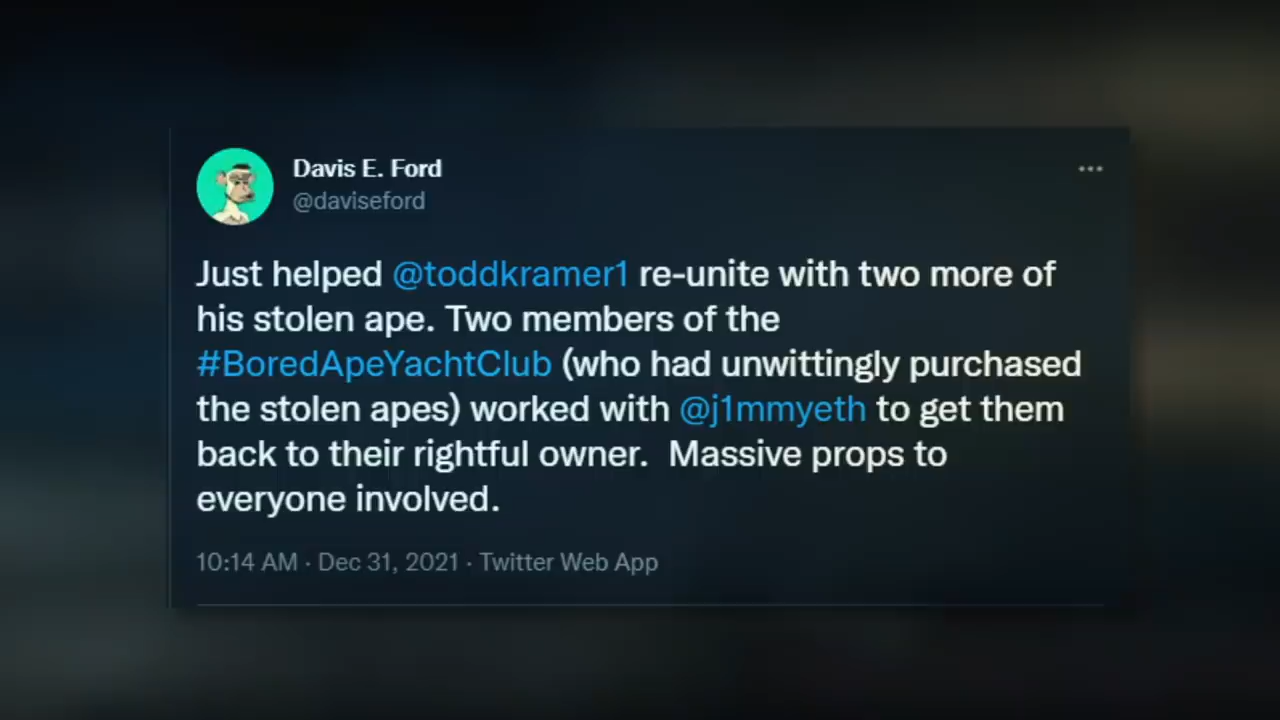 Davis E. Ford
@daviseford
Just helped @toddkramer1 re-unite with two more of
his stolen ape. Two members of the
#BoredApeYachtClub (who had unwittingly purchased
the stolen apes) worked with @j1mmyeth to get them
back to their rightful owner.  Massive props to
everyone involved.
10:14 AM · Dec 31, 2021 · Twitter Web App